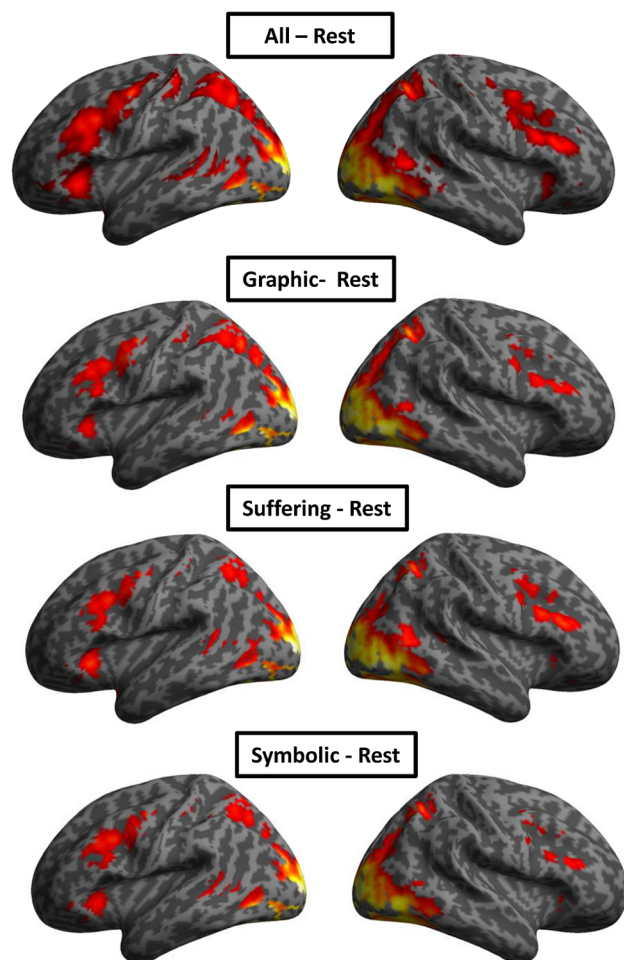 All – Rest
Graphic-  Rest
Suffering - Rest
Symbolic - Rest